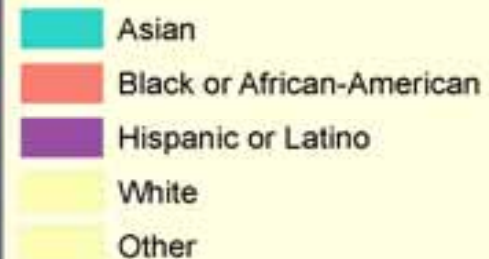 Asian
Black or African-American
Hispanic or Latino
White
Other